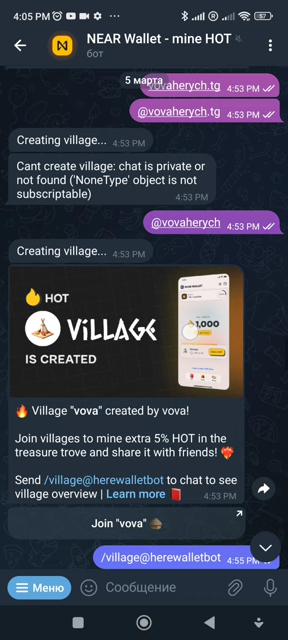 4:05 PM
57
NEAR Wallet - mine HOT
бот
5 марта
vovaherych.tg 4:53 PM
@vovaherych.tg 4:53 PM
Creating village... 4:53 PM
Cant create village: chat is private or
not found ('NoneType' object is not
subscriptable) 4:53 PM
@vovaherych 4:53 PM
Creating village... 4:53 PM
HOT
ViLLAGE
IS CREATED
1,000
🔥 Village "vova" created by vova!
Join villages to mine extra 5% HOT in the
treasure trove and share it with friends! ❤️‍🔥
Send /village@herewalletbot to chat to see
village overview | Learn more 📕 4:53 PM
Join "vova" 🛖
/village@herewalletbot 4:55 PM
Меню
Сообщение